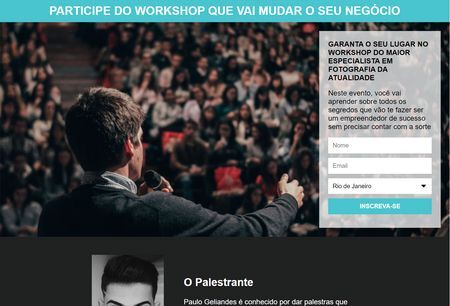 PARTICIPE DO WORKSHOP QUE VAI MUDAR O SEU NEGÓCIO
GARANTA O SEU LUGAR NO
WORKSHOP DO MAIOR
ESPECIALISTA EM
FOTOGRAFIA DA
ATUALIDADE
Neste evento, você vai
aprender sobre todos os
segredos que vão te fazer ser
um empreendedor de sucesso
sem precisar contar com a sorte
Nome
Email
Rio de Janeiro
INSCREVA-SE
O Palestrante
Paulo Geliandes é conhecido por dar palestras que